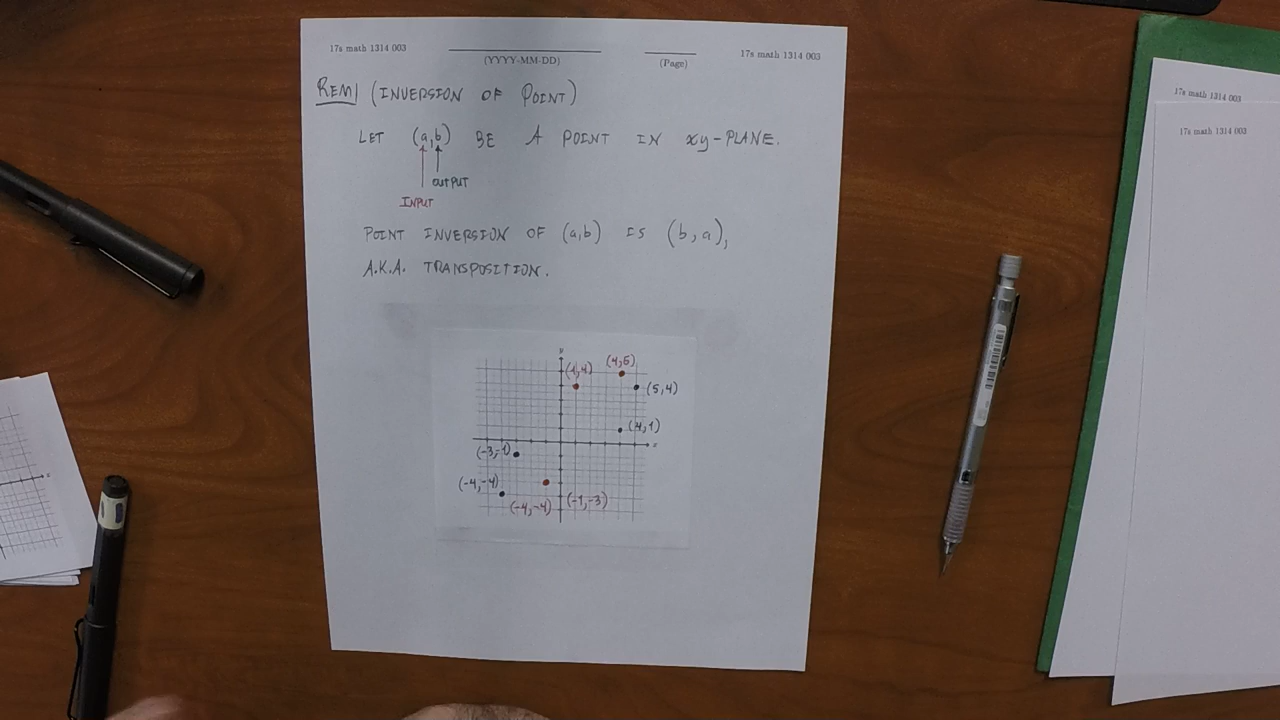 17s math 1314 003
(YYYY-MM-DD)
(Page)
17s math 1314 003
REM (INVERSION OF POINT)
LET (a,b) BE A POINT IN xy-PLANE.
OUTPUT
INPUT
POINT INVERSION OF (a,b) IS (b,a),
A.K.A. TRANSPOSITION.
(4,5)
(1,4)
(5,4)
(4,1)
(-3,-1)
(-4,-4)
(-4,-4)
(-1,-3)
17s math 1314 003
17s math 1314 003